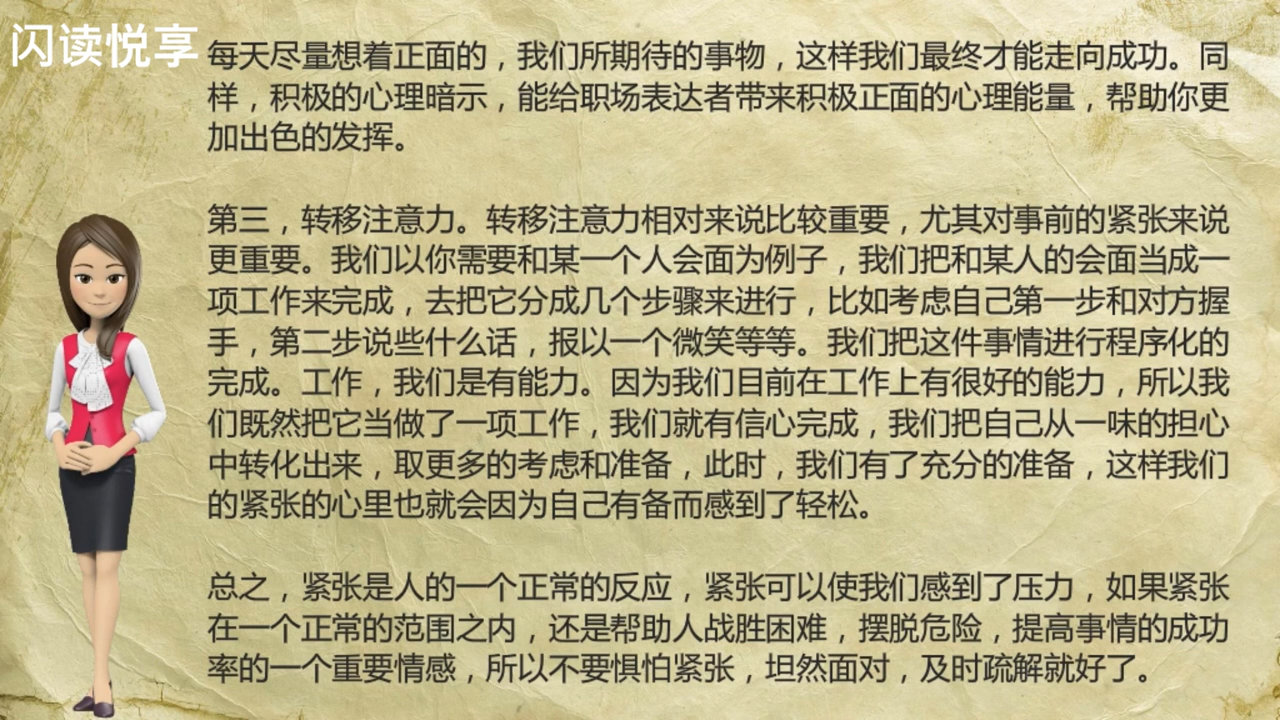 闪读悦享
每天尽量想着正面的，我们所期待的事物，这样我们最终才能走向成功。同
样，积极的心理暗示，能给职场表达者带来积极正面的心理能量，帮助你更
加出色的发挥。
第三，转移注意力。转移注意力相对来说比较重要，尤其对事前的紧张来说
更重要。我们以你需要和某一个人会面为例子，我们把和某人的会面当成一
项工作来完成，去把它分成几个步骤来进行，比如考虑自己第一步和对方握
手，第二步说些什么话，报以一个微笑等等。我们把这件事情进行程序化的
完成。工作，我们是有能力。因为我们目前在工作上有很好的能力，所以我
们既然把它当做了一项工作，我们就有信心完成，我们把自己从一味的担心
中转化出来，取更多的考虑和准备，此时，我们有了充分的准备，这样我们
的紧张的心里也就会因为自己有备而感到了轻松。
总之，紧张是人的一个正常的反应，紧张可以使我们感到了压力，如果紧张
在一个正常的范围之内，还是帮助人战胜困难，摆脱危险，提高事情的成功
率的一个重要情感，所以不要惧怕紧张，坦然面对，及时疏解就好了。